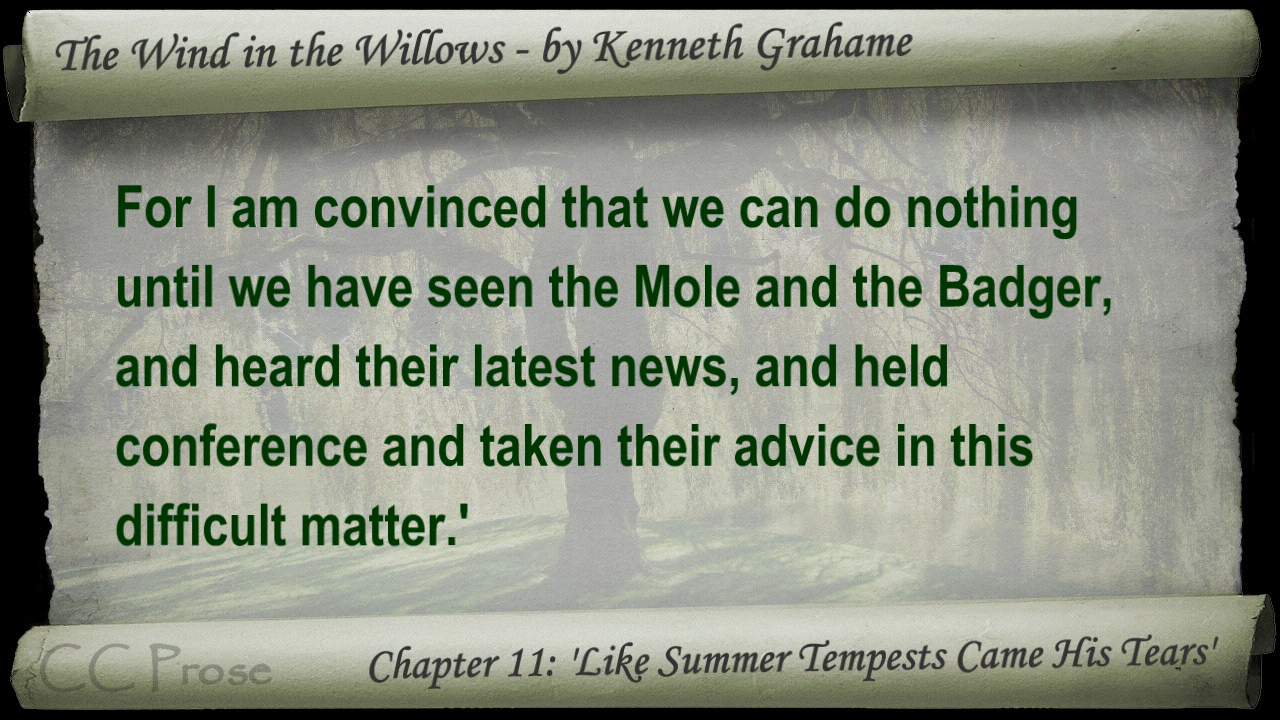 The Wind in the Willows - by Kenneth Grahame
For I am convinced that we can do nothing
until we have seen the Mole and the Badger,
and heard their latest news, and held
conference and taken their advice in this
difficult matter.'
CC Prose
Chapter 11: 'Like Summer Tempests Came His Tears'